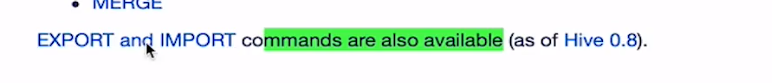 MERGE
EXPORT and IMPORT commands are also available (as of Hive 0.8).